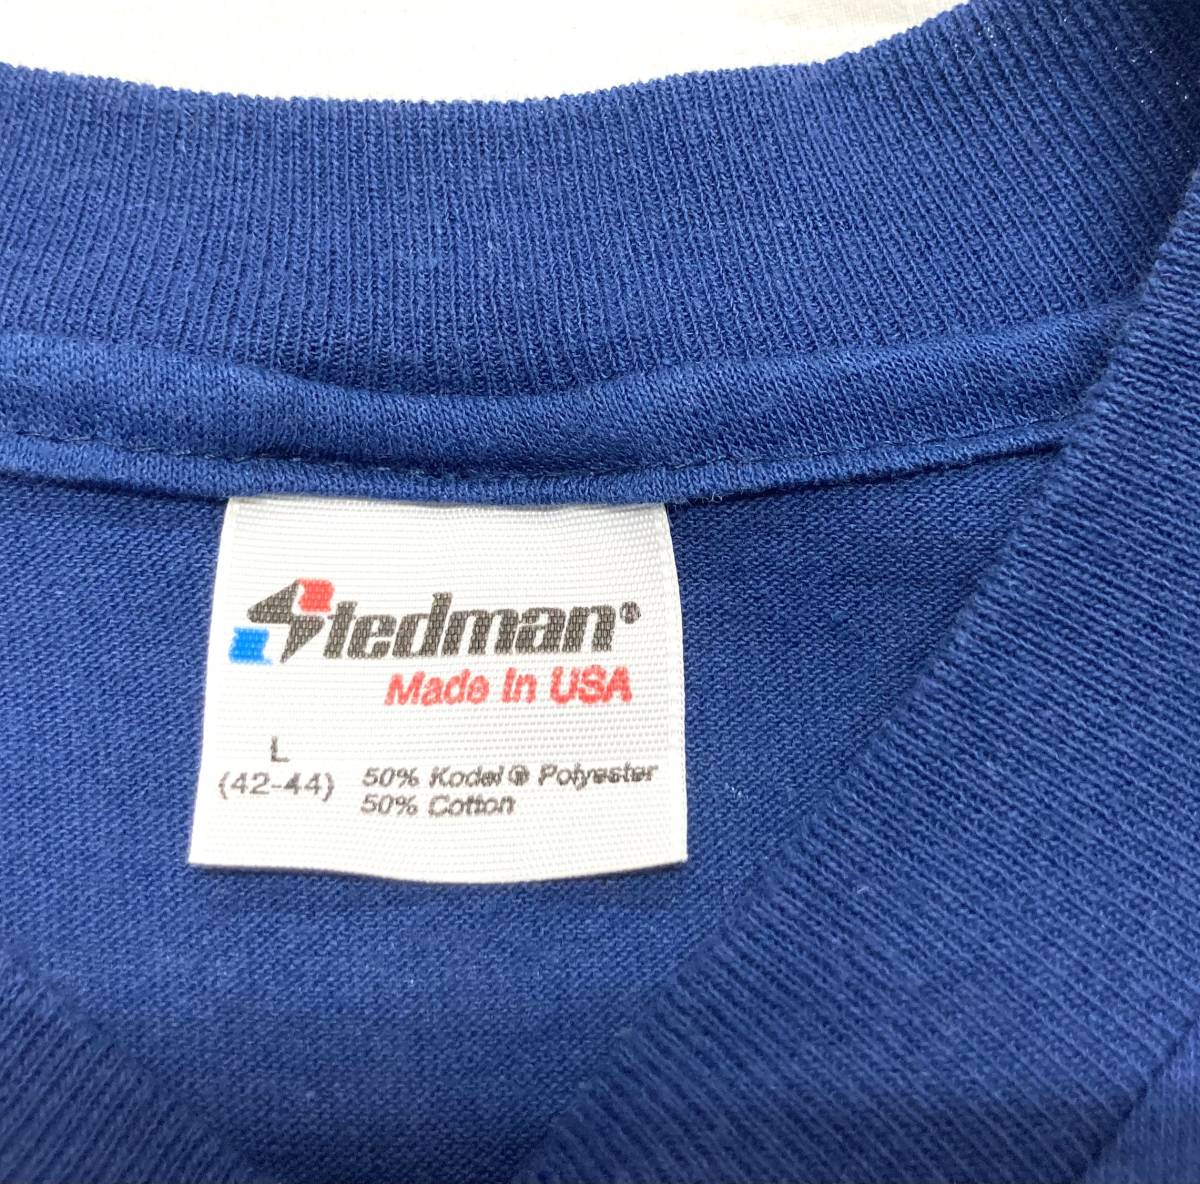 Stedman®
Made In USA
L
(42-44)
50% Kodel® Polyester
50% Cotton